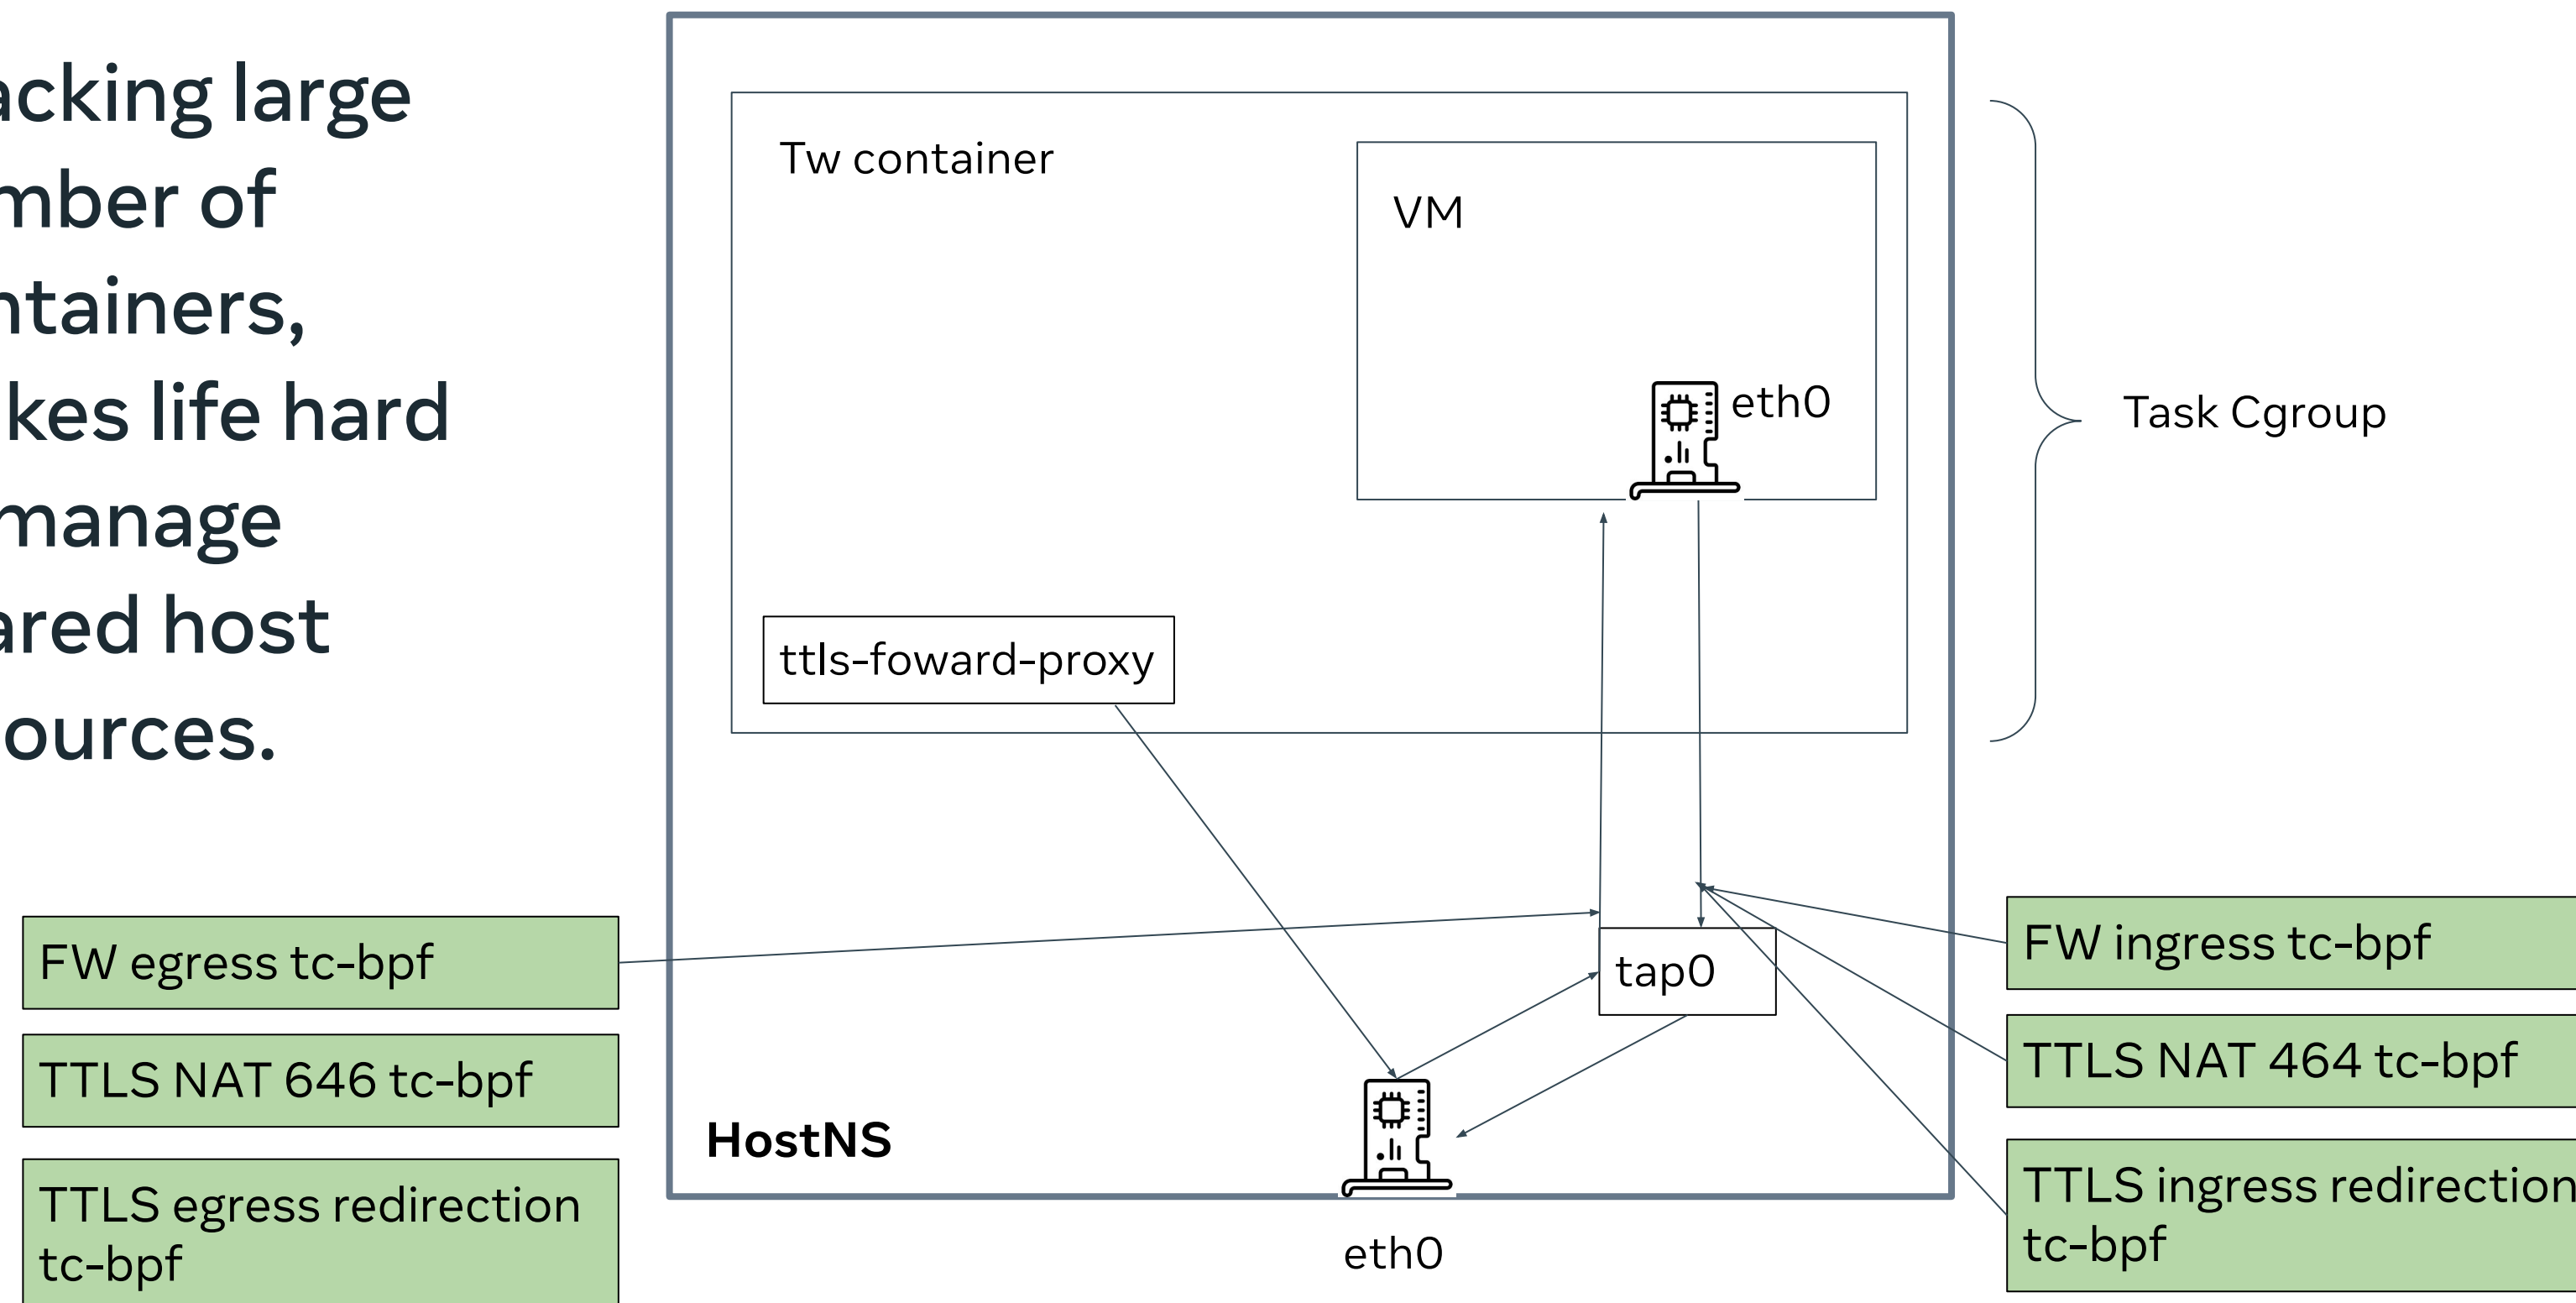 acking large
mber of
ntainers,
kes life hard
manage
ared host
ources.
Tw container
VM
eth0
Task Cgroup
ttls-foward-proxy
tap0
FW egress tc-bpf
TTLS NAT 646 tc-bpf
TTLS egress redirection
tc-bpf
HostNS
eth0
FW ingress tc-bpf
TTLS NAT 464 tc-bpf
TTLS ingress redirection
tc-bpf